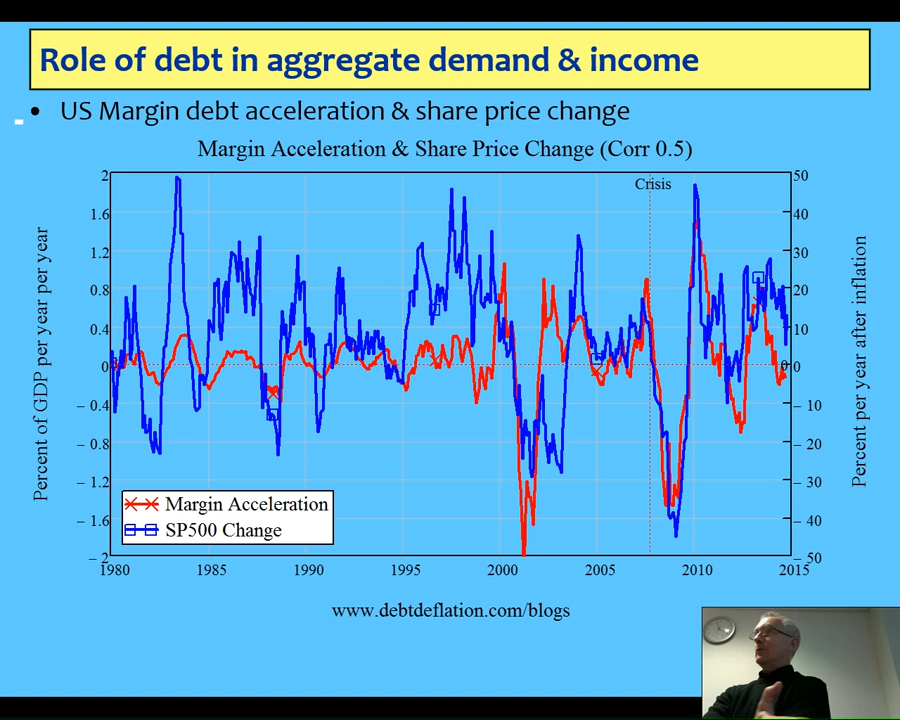 Role of debt in aggregate demand & income
• US Margin debt acceleration & share price change
Margin Acceleration & Share Price Change (Corr 0.5)
Crisis
Percent of GDP per year per year
Percent per year after inflation
2
1.6
1.2
0.8
0.4
0
– 0.4
– 0.8
– 1.2
– 1.6
– 2
50
40
30
20
10
0
– 10
– 20
– 30
– 40
– 50
Margin Acceleration
SP500 Change
1980 1985 1990 1995 2000 2005 2010 2015
www.debtdeflation.com/blogs